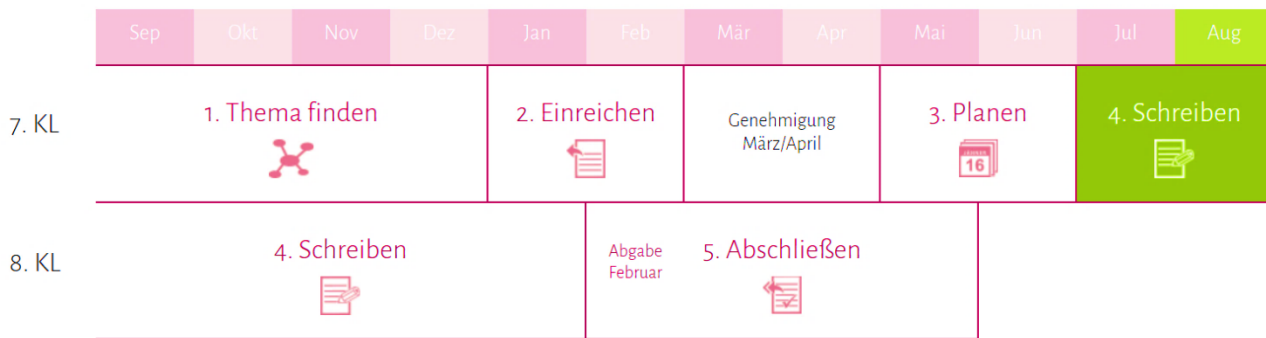 Sep Okt Nov Dez Jan Feb Mär Apr Mai Jun Jul Aug
7. KL
1. Thema finden
2. Einreichen
Genehmigung
März/April
3. Planen
16
4. Schreiben
8. KL
4. Schreiben
Abgabe
Februar
5. Abschließen